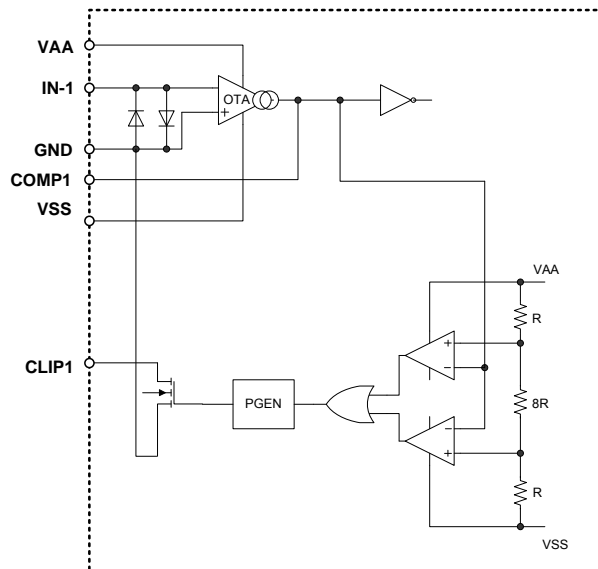 VAA
IN-1
OTA
+
GND
COMP1
VSS
VAA
R
+
−
CLIP1
PGEN
8R
−
+
R
VSS